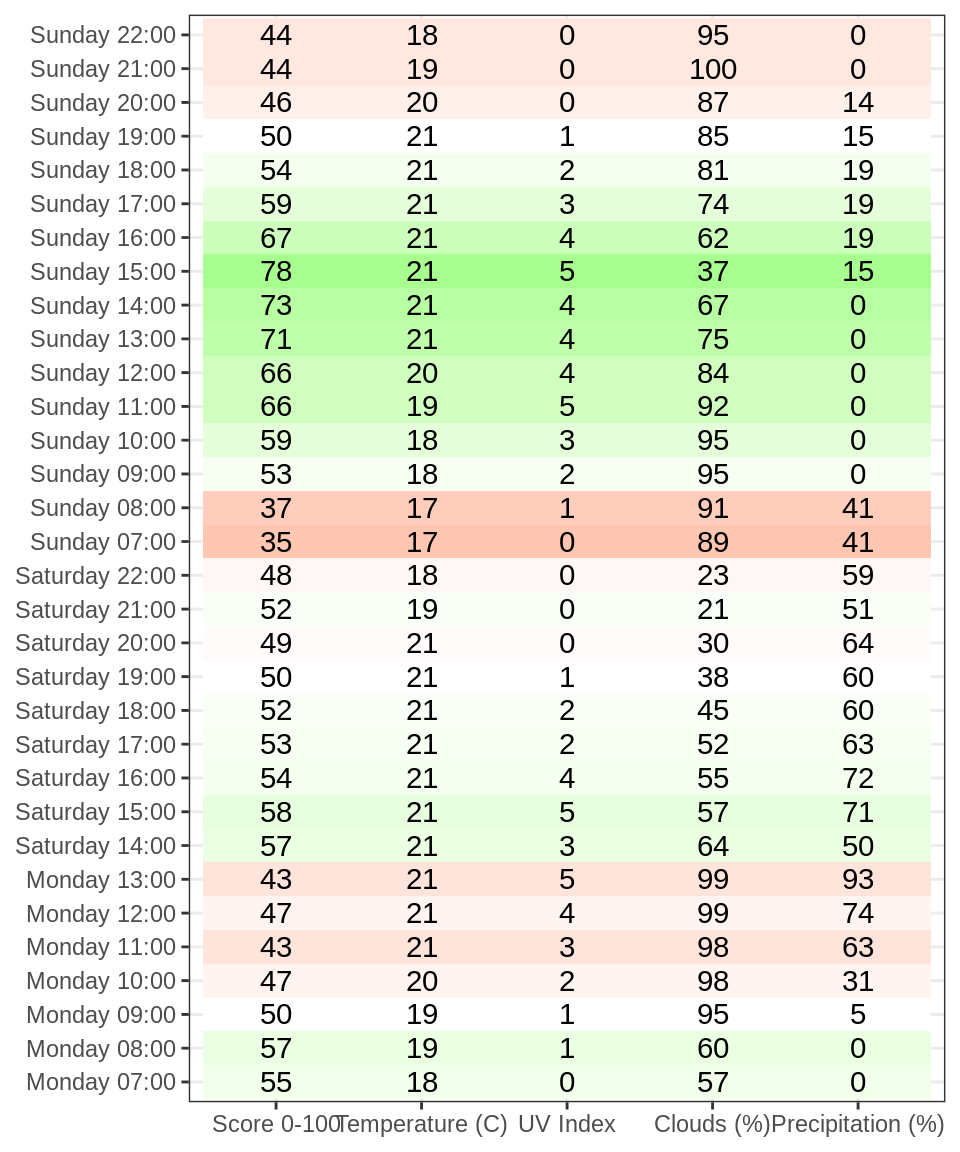 Sunday 22:00 44 18 0 95 0
Sunday 21:00 44 19 0 100 0
Sunday 20:00 46 20 0 87 14
Sunday 19:00 50 21 1 85 15
Sunday 18:00 54 21 2 81 19
Sunday 17:00 59 21 3 74 19
Sunday 16:00 67 21 4 62 19
Sunday 15:00 78 21 5 37 15
Sunday 14:00 73 21 4 67 0
Sunday 13:00 71 21 4 75 0
Sunday 12:00 66 20 4 84 0
Sunday 11:00 66 19 5 92 0
Sunday 10:00 59 18 3 95 0
Sunday 09:00 53 18 2 95 0
Sunday 08:00 37 17 1 91 41
Sunday 07:00 35 17 0 89 41
Saturday 22:00 48 18 0 23 59
Saturday 21:00 52 19 0 21 51
Saturday 20:00 49 21 0 30 64
Saturday 19:00 50 21 1 38 60
Saturday 18:00 52 21 2 45 60
Saturday 17:00 53 21 2 52 63
Saturday 16:00 54 21 4 55 72
Saturday 15:00 58 21 5 57 71
Saturday 14:00 57 21 3 64 50
Monday 13:00 43 21 5 99 93
Monday 12:00 47 21 4 99 74
Monday 11:00 43 21 3 98 63
Monday 10:00 47 20 2 98 31
Monday 09:00 50 19 1 95 5
Monday 08:00 57 19 1 60 0
Monday 07:00 55 18 0 57 0
Score 0-100 Temperature (C) UV Index Clouds (%) Precipitation (%)